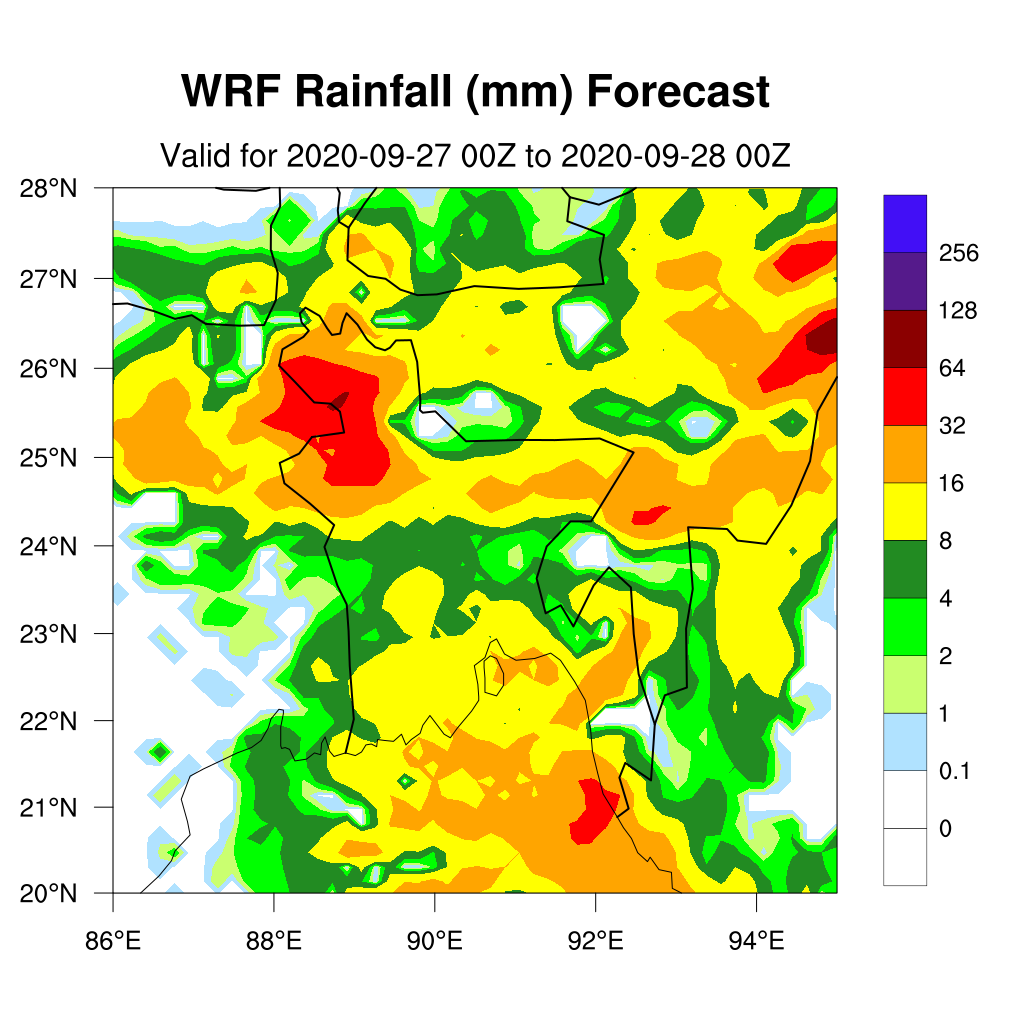 WRF Rainfall (mm) Forecast
Valid for 2020-09-27 00Z to 2020-09-28 00Z
28°N
27°N
26°N
25°N
24°N
23°N
22°N
21°N
20°N
86°E 88°E 90°E 92°E 94°E
256
128
64
32
16
8
4
2
1
0.1
0